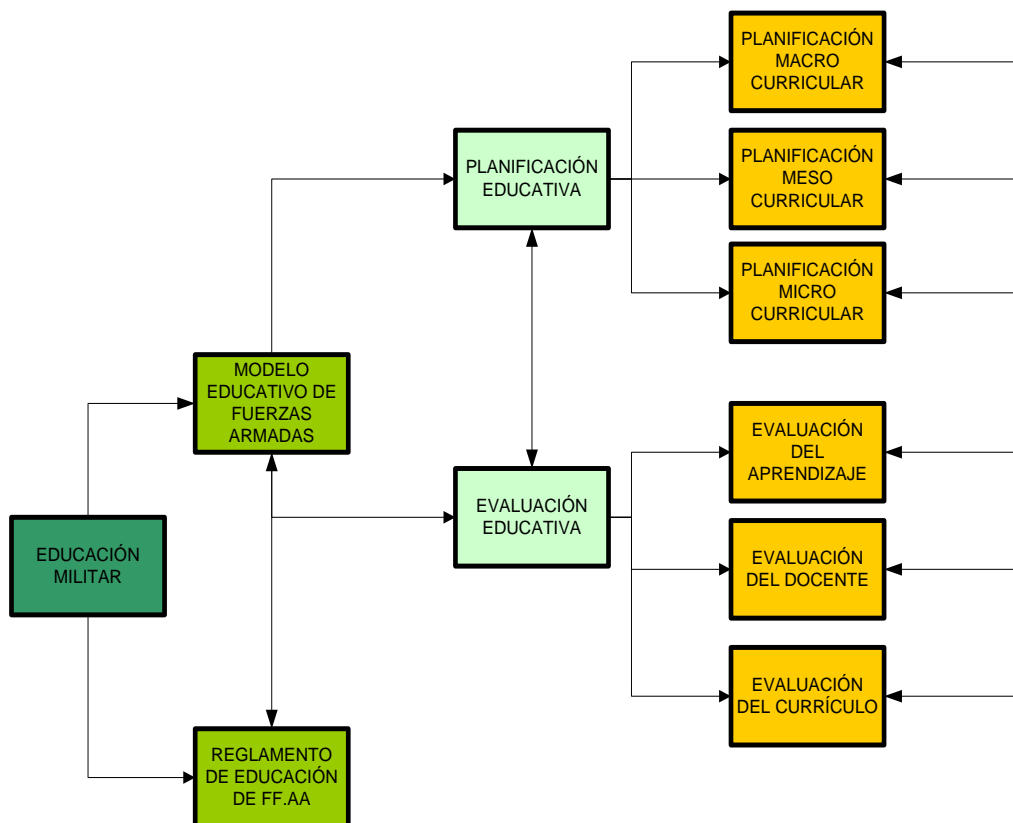 PLANIFICACIÓN
MACRO
CURRICULAR
PLANIFICACIÓN
EDUCATIVA
PLANIFICACIÓN
MESO
CURRICULAR
PLANIFICACIÓN
MICRO
CURRICULAR
MODELO
EDUCATIVO DE
FUERZAS
ARMADAS
EVALUACIÓN
DEL
APRENDIZAJE
EVALUACIÓN
EDUCATIVA
EDUCACIÓN
MILITAR
EVALUACIÓN
DEL DOCENTE
EVALUACIÓN
DEL CURRÍCULO
REGLAMENTO
DE EDUCACIÓN
DE FF.AA